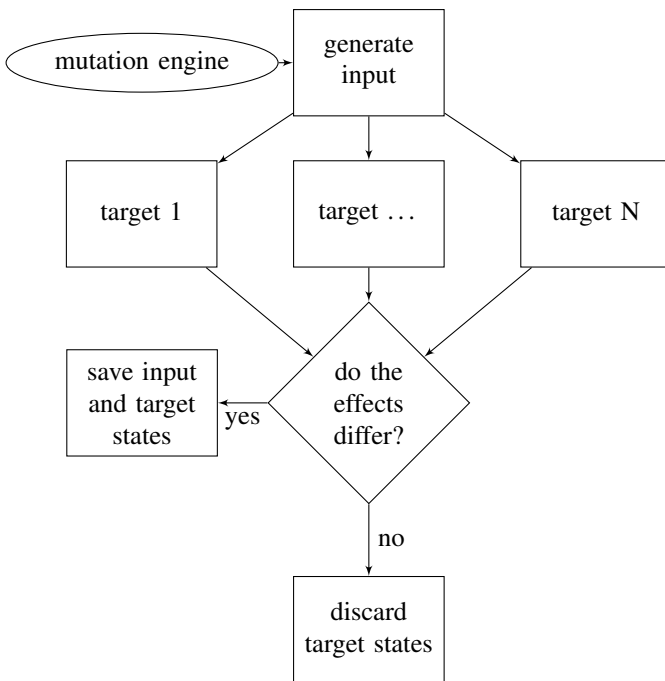 mutation engine
generate
input
target 1
target ...
target N
save input
and target
states
yes
do the
effects
differ?
no
discard
target states